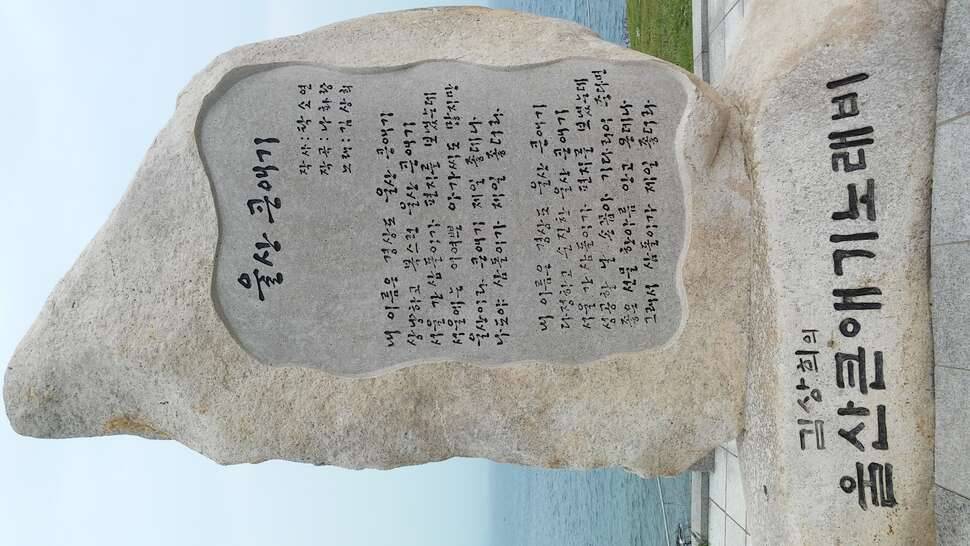 울산 큰애기
작사:탁소연
작곡:나화랑
노래:김상희
내 이름은 경상도 울산 큰애기
상냥하고 복스런 울산 큰애기
서울 간 삼돌이가 편지를 보냈는데
서울에는 어여쁜 아가씨도 많지만
울산이라 큰애기 제일 좋데나
나도야 삼돌이가 제일 좋더라
내 이름은 경상도 울산 큰애기
다정하고 순진한 울산 큰애기
서울 간 삼돌이가 편지를 보냈는데
성공할 날 손꼽아 기다리어 준다면
좋은 선물 한아름 안고 온데나
그래서 삼돌이가 제일 좋더라
김상희의
울산큰애기노래비